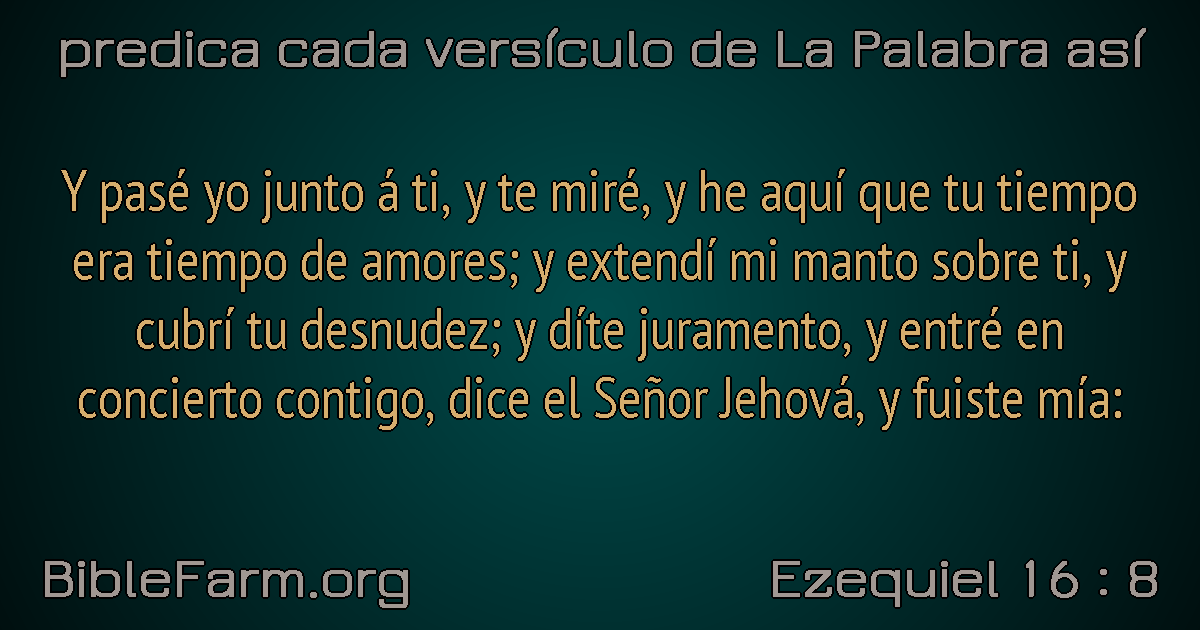 predica cada versículo de La Palabra así
Y pasé yo junto á ti, y te miré, y he aquí que tu tiempo
era tiempo de amores; y extendí mi manto sobre ti, y
cubrí tu desnudez; y díte juramento, y entré en
concierto contigo, dice el Señor Jehová, y fuiste mía:
BibleFarm.org
Ezequiel 16 : 8